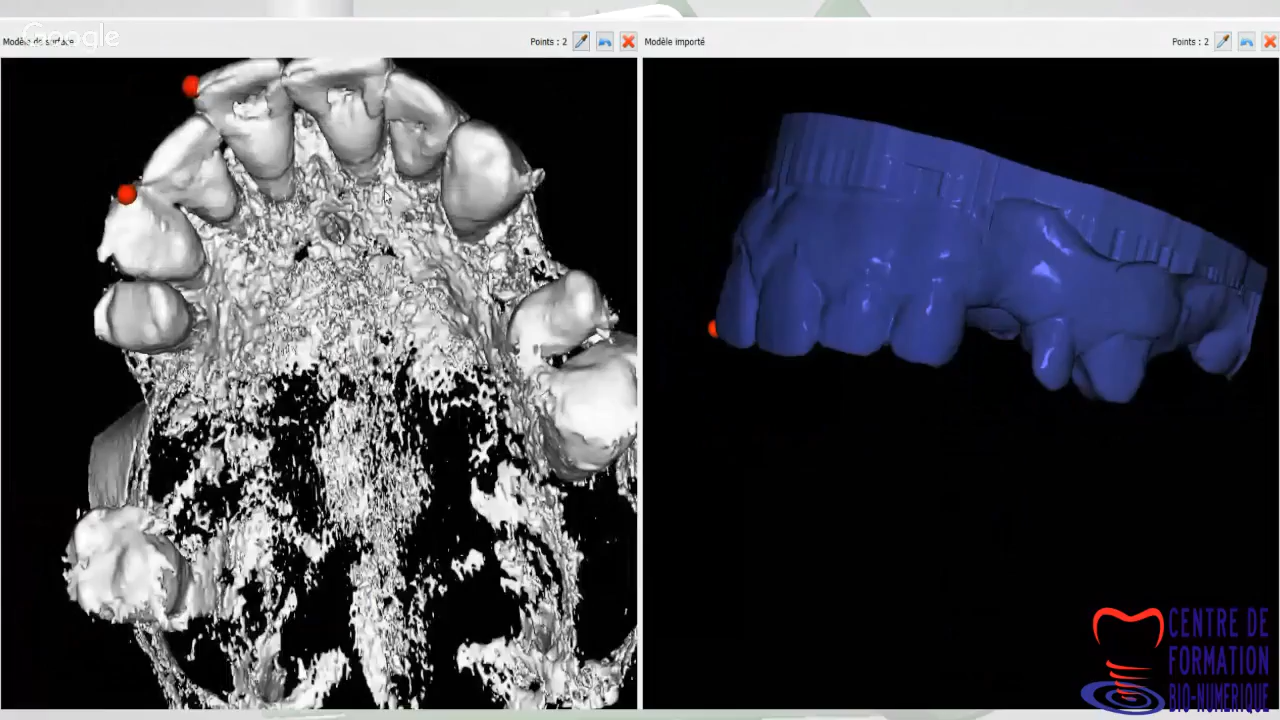 Google
Modèle de surface
Points : 2
Modèle importé
Points : 2
CENTRE DE
FORMATION
BIO-NUMERIQUE